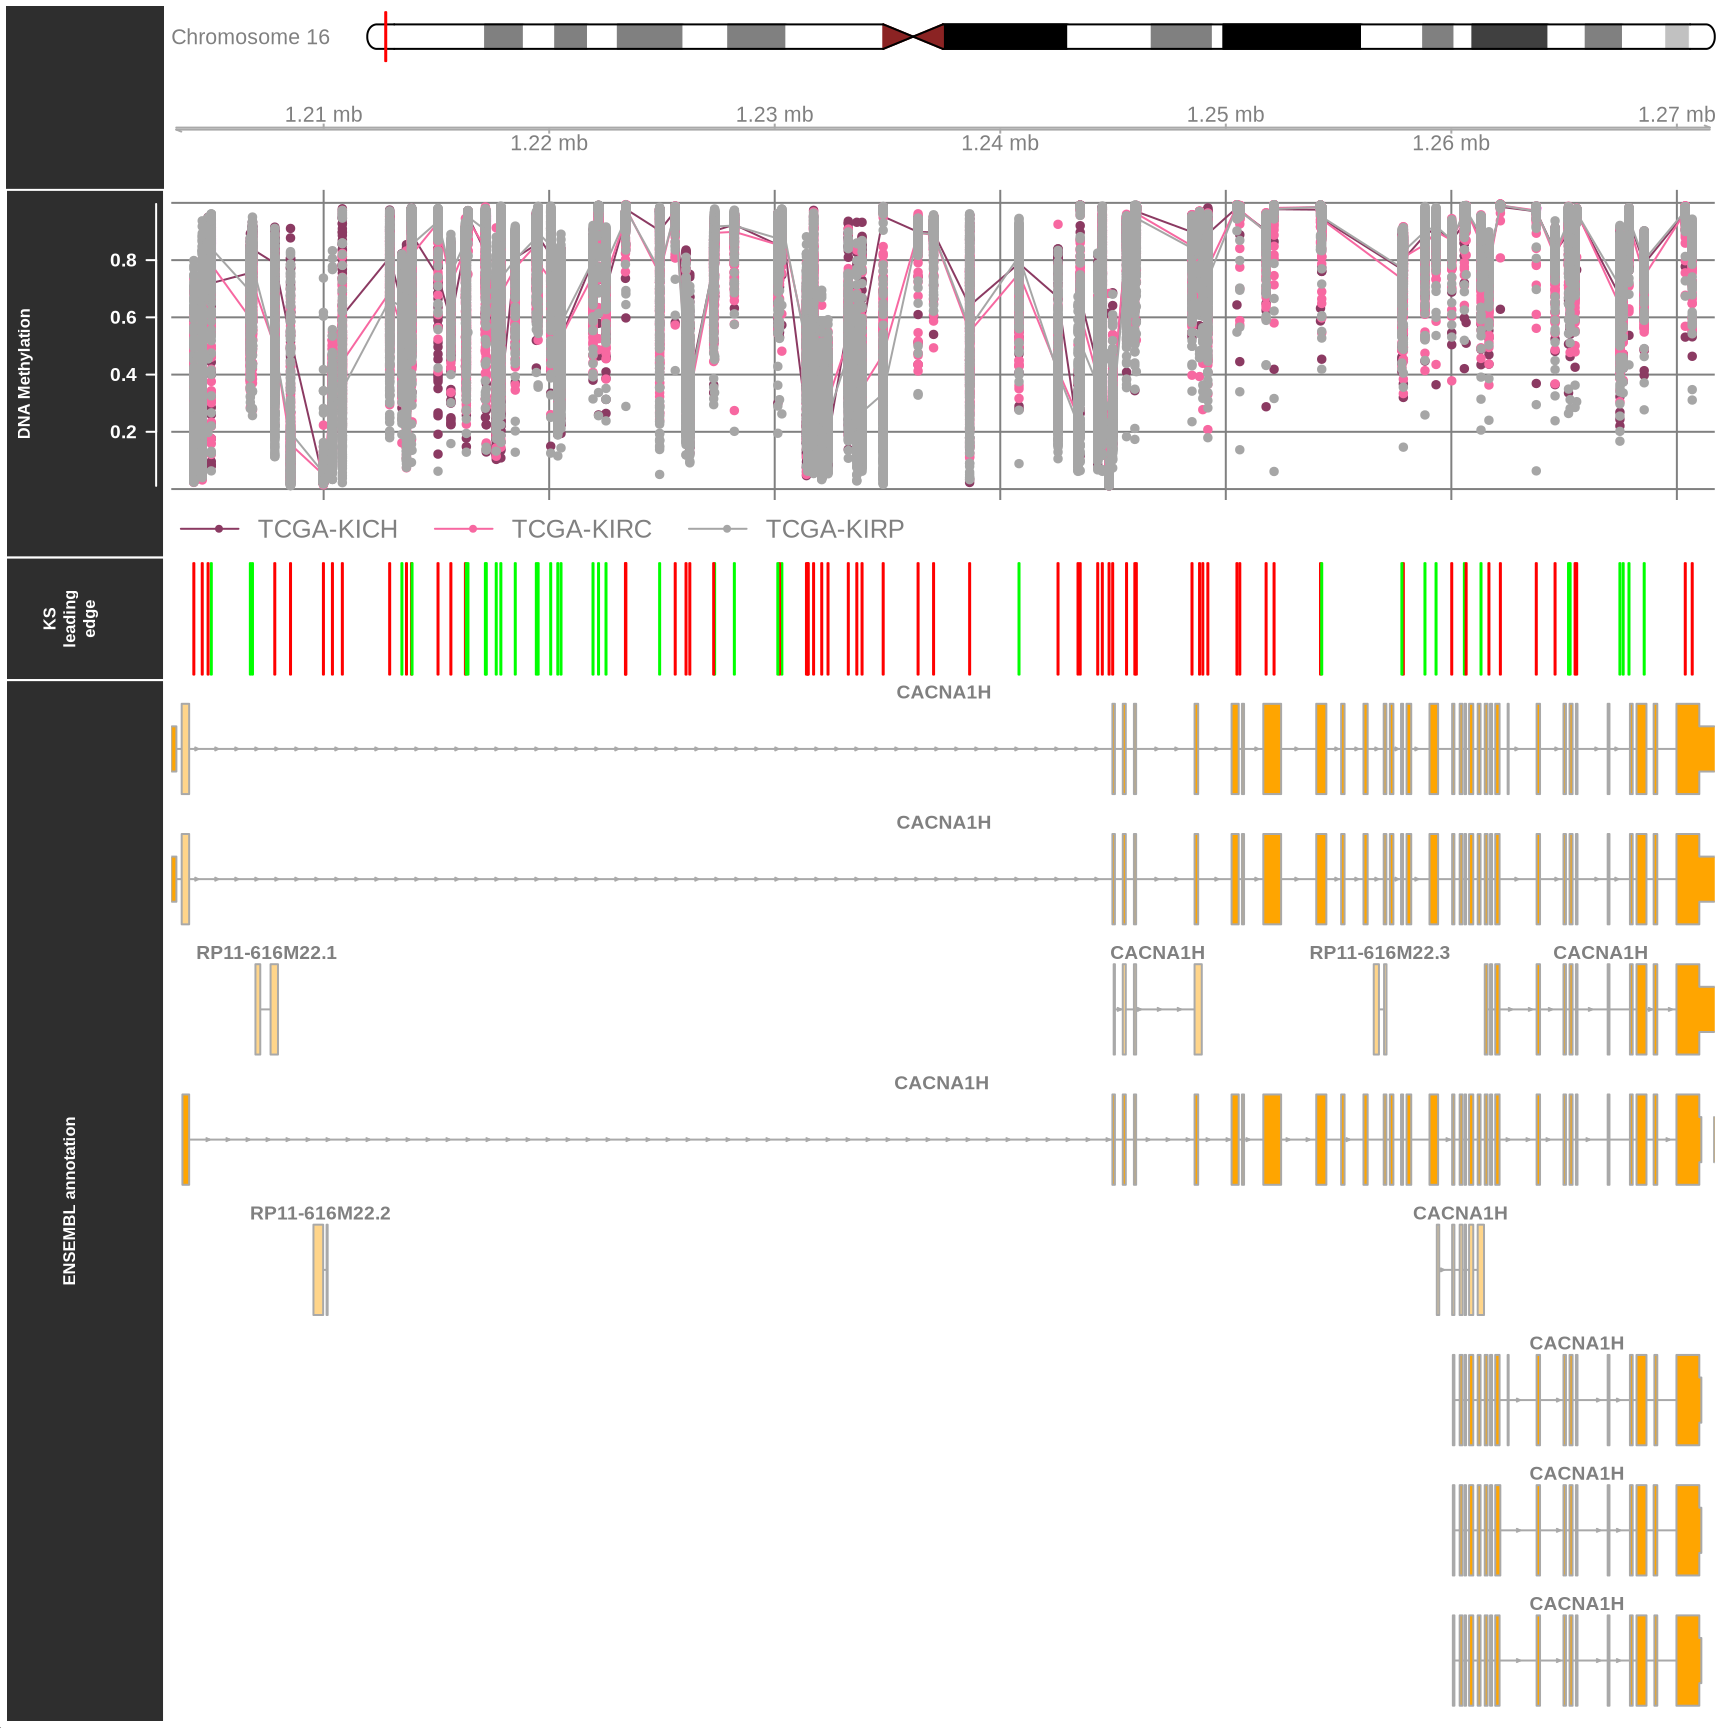 Chromosome 16
1.21 mb
1.23 mb
1.25 mb
1.27 mb
1.22 mb
1.24 mb
1.26 mb
DNA Methylation
0.8
0.6
0.4
0.2
TCGA-KICH
TCGA-KIRC
TCGA-KIRP
KS
leading
edge
ENSEMBL annotation
CACNA1H
CACNA1H
RP11-616M22.1
CACNA1H
RP11-616M22.3
CACNA1H
CACNA1H
RP11-616M22.2
CACNA1H
CACNA1H
CACNA1H
CACNA1H